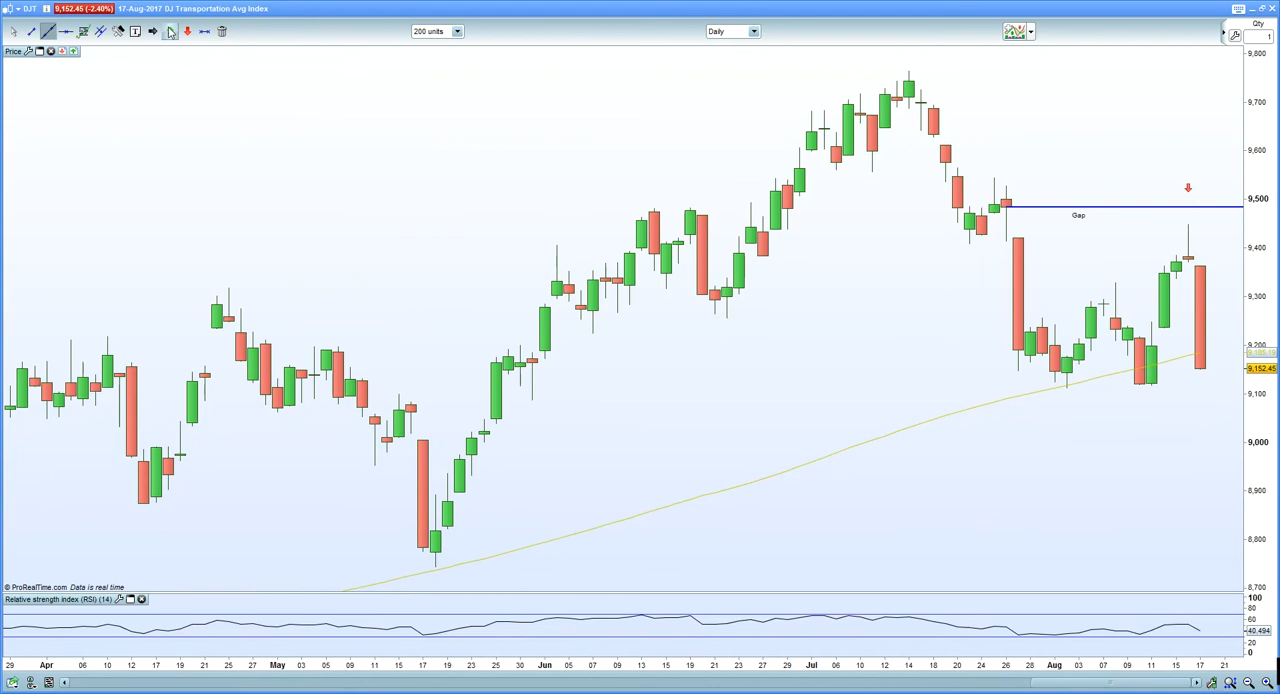 DJT 9,152.45 (-2.40%) 17-Aug-2017 DJ Transportation Avg Index
200 units
Daily
Qty
1
Price
9,800
9,700
9,600
9,500
9,400
9,300
9,200
9,100
9,000
8,900
8,800
8,700
Gap
9,152.45
© ProRealTime.com Data is real time
Relative strength index (RSI) (14)
100
80
60
40.494
20
0
29 Apr 06 10 12 17 19 21 25 27 May 03 05 09 11 15 17 19 23 25 Jun 05 07 09 13 15 19 21 23 27 29 Jul 06 10 12 14 18 20 24 26 28 Aug 03 07 09 11 15 17 21